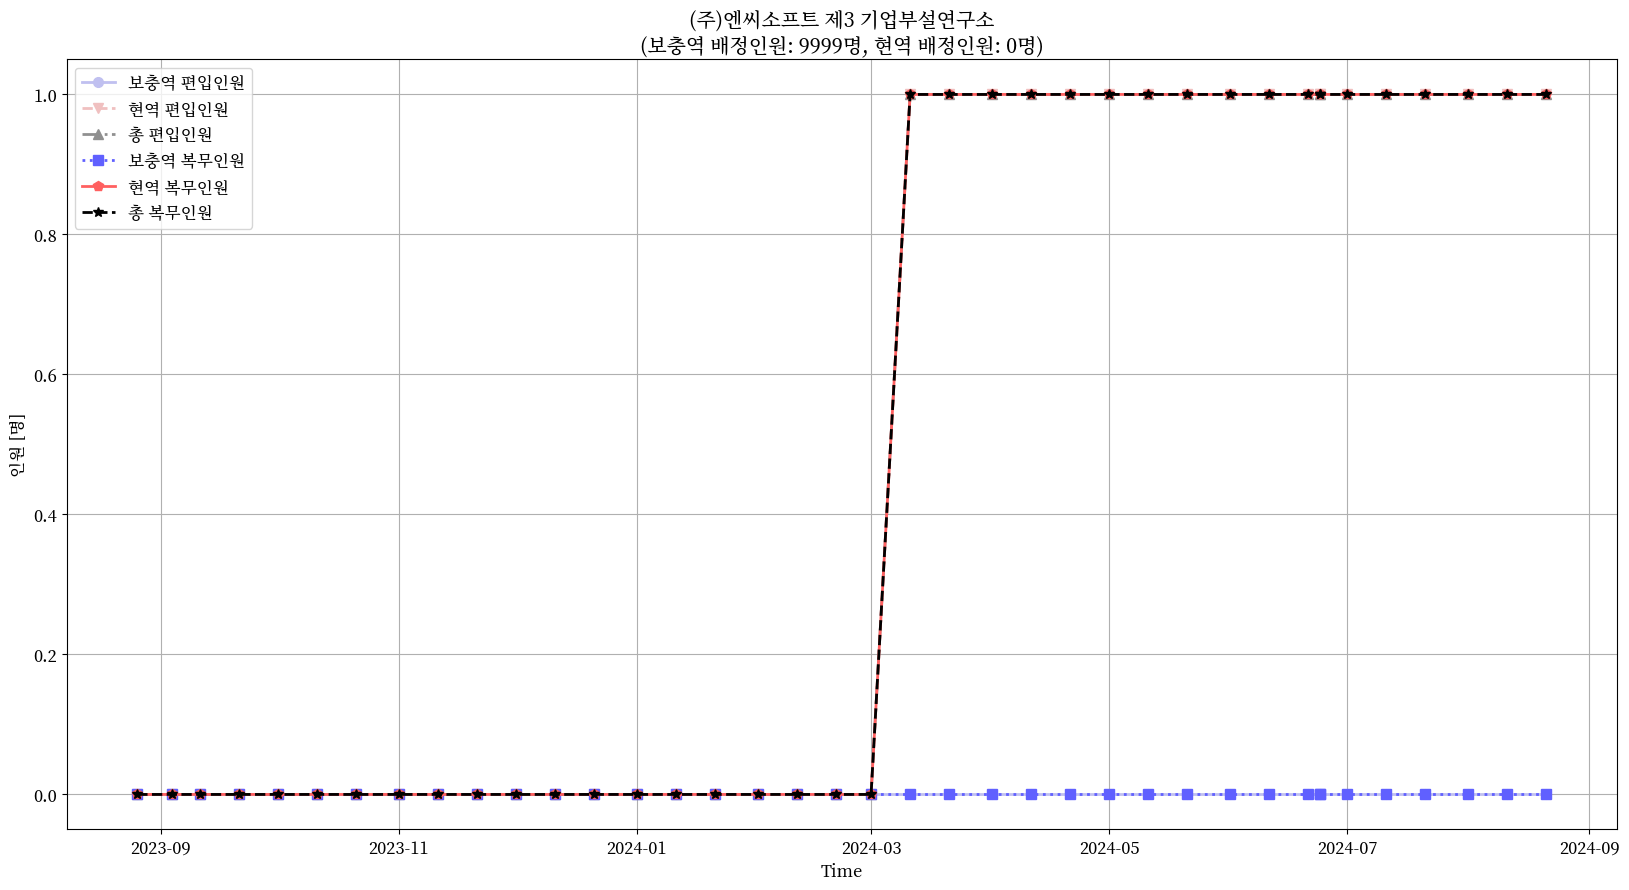 (주)엔씨소프트 제3 기업부설연구소
(보충역 배정인원: 9999명, 현역 배정인원: 0명)
보충역 편입인원
현역 편입인원
총 편입인원
보충역 복무인원
현역 복무인원
총 복무인원
1.0
0.8
0.6
0.4
0.2
0.0
인원 [명]
2023-09
2023-11
2024-01
2024-03
2024-05
2024-07
2024-09
Time